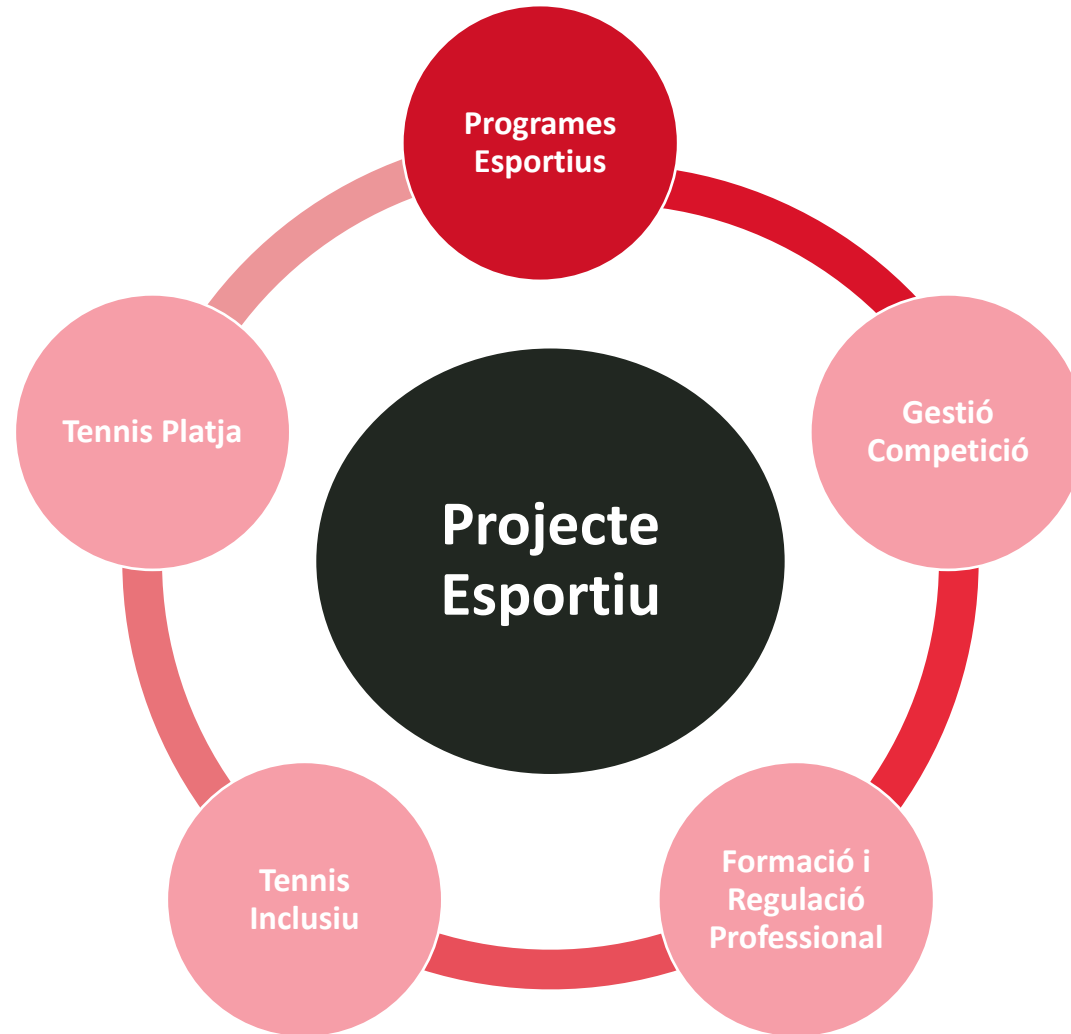 Programes
Esportius
Gestió
Competició
Formació i
Regulació
Professional
Tennis
Inclusiu
Tennis Platja
Projecte
Esportiu